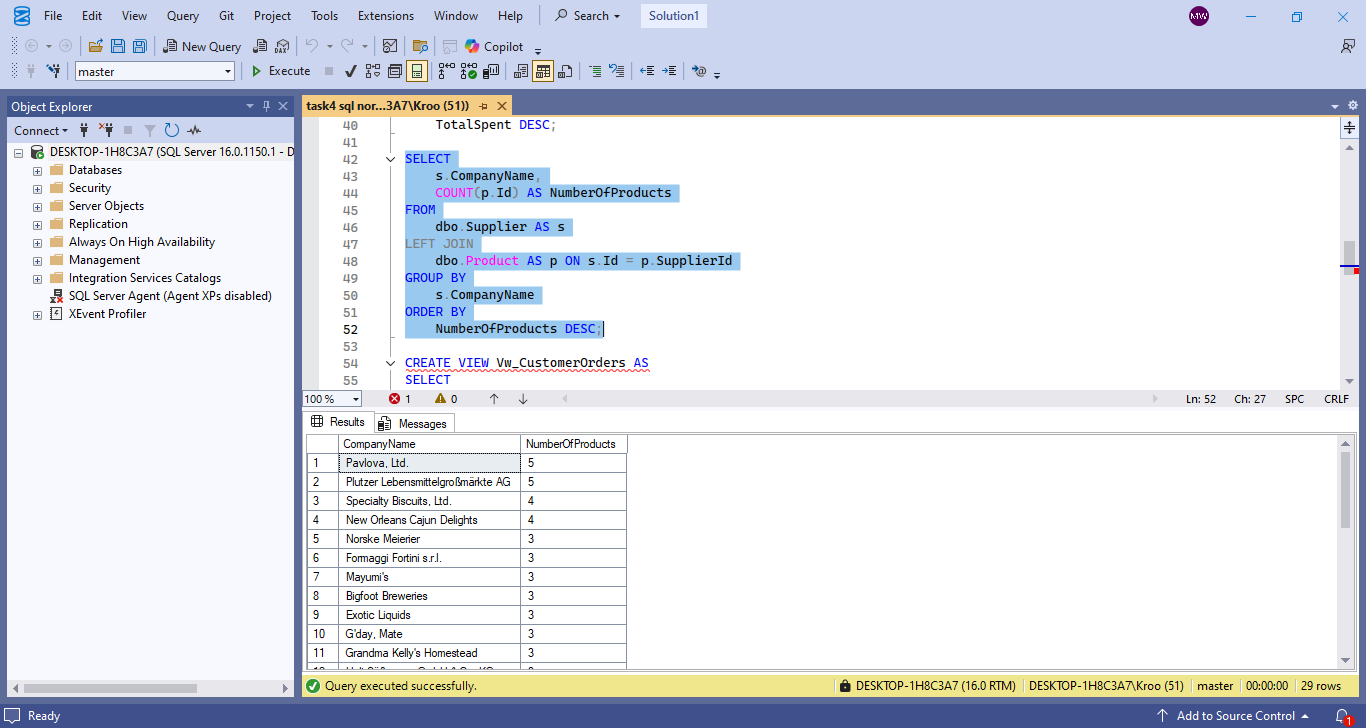 File Edit View Query Git Project Tools Extensions Window Help Search Solution1 MW
New Query DAX Copilot
master Execute
Object Explorer
Connect
DESKTOP-1H8C3A7 (SQL Server 16.0.1150.1 - D
Databases
Security
Server Objects
Replication
Always On High Availability
Management
Integration Services Catalogs
SQL Server Agent (Agent XPs disabled)
XEvent Profiler
task4 sql nor...3A7\Kroo (51))
40 TotalSpent DESC;
41
42 SELECT
43 s.CompanyName,
44 COUNT(p.Id) AS NumberOfProducts
45 FROM
46 dbo.Supplier AS s
47 LEFT JOIN
48 dbo.Product AS p ON s.Id = p.SupplierId
49 GROUP BY
50 s.CompanyName
51 ORDER BY
52 NumberOfProducts DESC;
53
54 CREATE VIEW Vw_CustomerOrders AS
55 SELECT
100 % 1 0 Ln: 52 Ch: 27 SPC CRLF
Results Messages
CompanyName NumberOfProducts
1 Pavlova, Ltd. 5
2 Plutzer Lebensmittelgroßmärkte AG 5
3 Specialty Biscuits, Ltd. 4
4 New Orleans Cajun Delights 4
5 Norske Meierier 3
6 Formaggi Fortini s.r.l. 3
7 Mayumi's 3
8 Bigfoot Breweries 3
9 Exotic Liquids 3
10 G'day, Mate 3
11 Grandma Kelly's Homestead 3
Query executed successfully. DESKTOP-1H8C3A7 (16.0 RTM) DESKTOP-1H8C3A7\Kroo (51) master 00:00:00 29 rows
Ready Add to Source Control 1